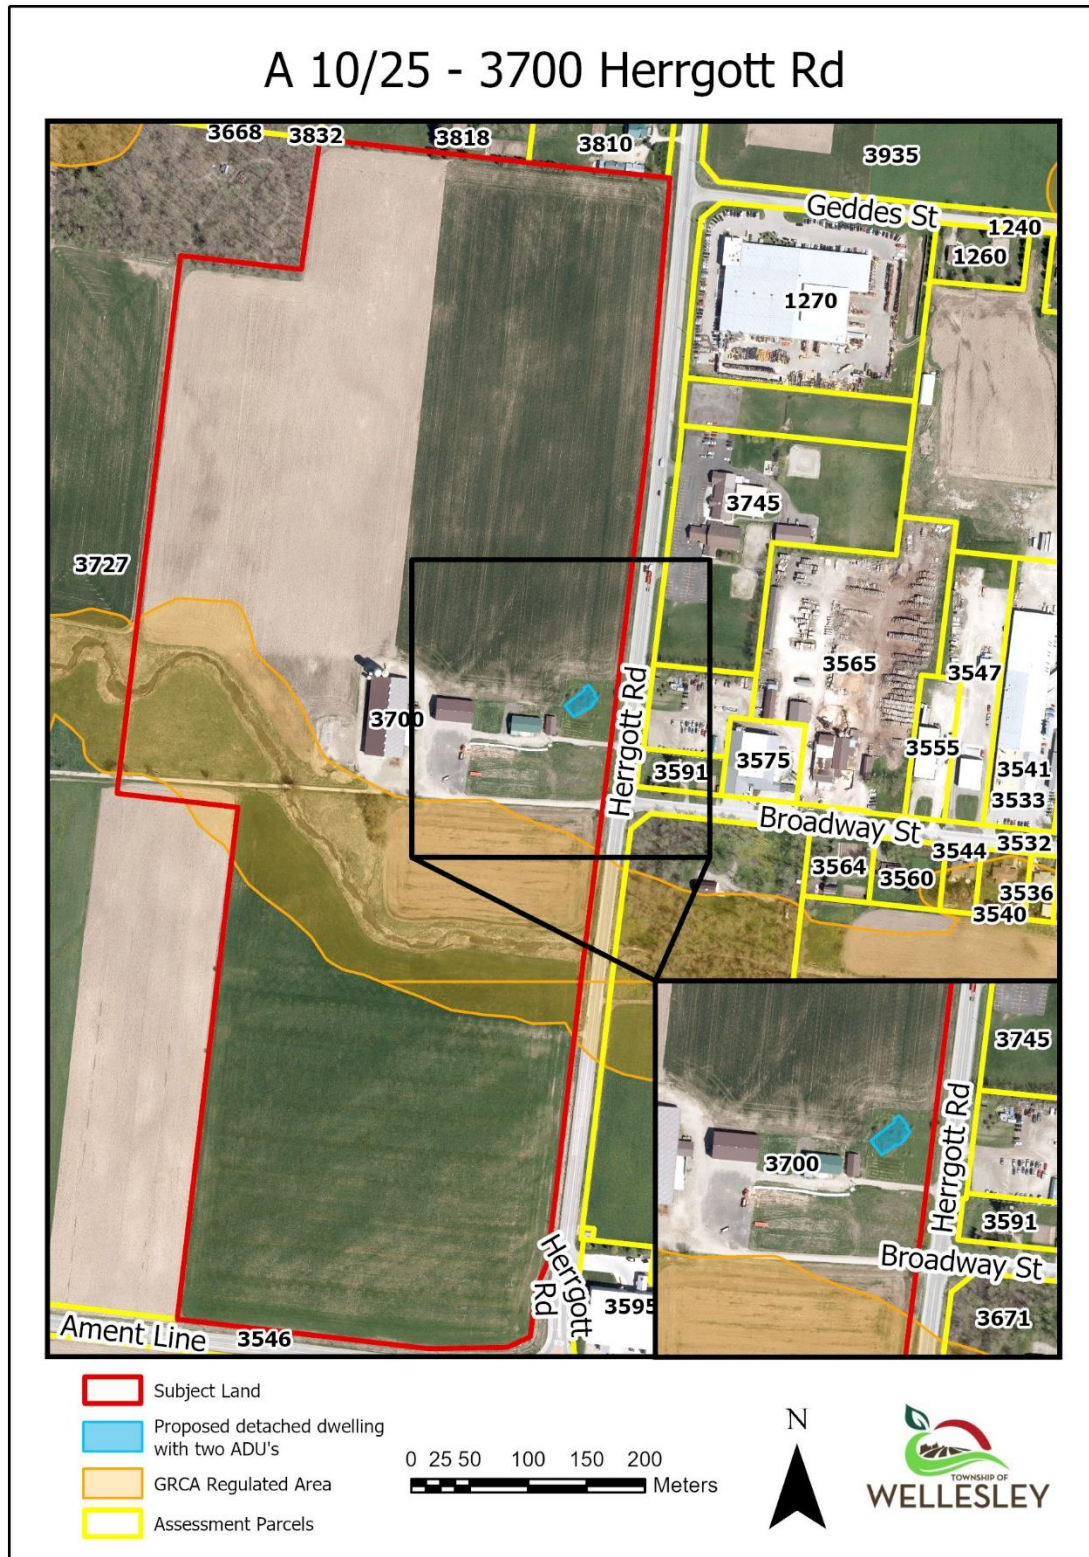 A 10/25 - 3700 Herrgott Rd
3668
3832
3818
3810
3935
Geddes St
1240
1260
1270
3745
3727
3700
Herrgott Rd
3565
3547
3555
3541
3533
3591
3575
Broadway St
3532
3544
3564
3560
3536
3540
3745
Herrgott Rd
3700
3591
Broadway St
3671
Herrgott Rd
3595
Ament Line
3546
Subject Land
Proposed detached dwelling
with two ADU's
GRCA Regulated Area
Assessment Parcels
0 25 50 100 150 200
Meters
N
TOWNSHIP OF
WELLESLEY